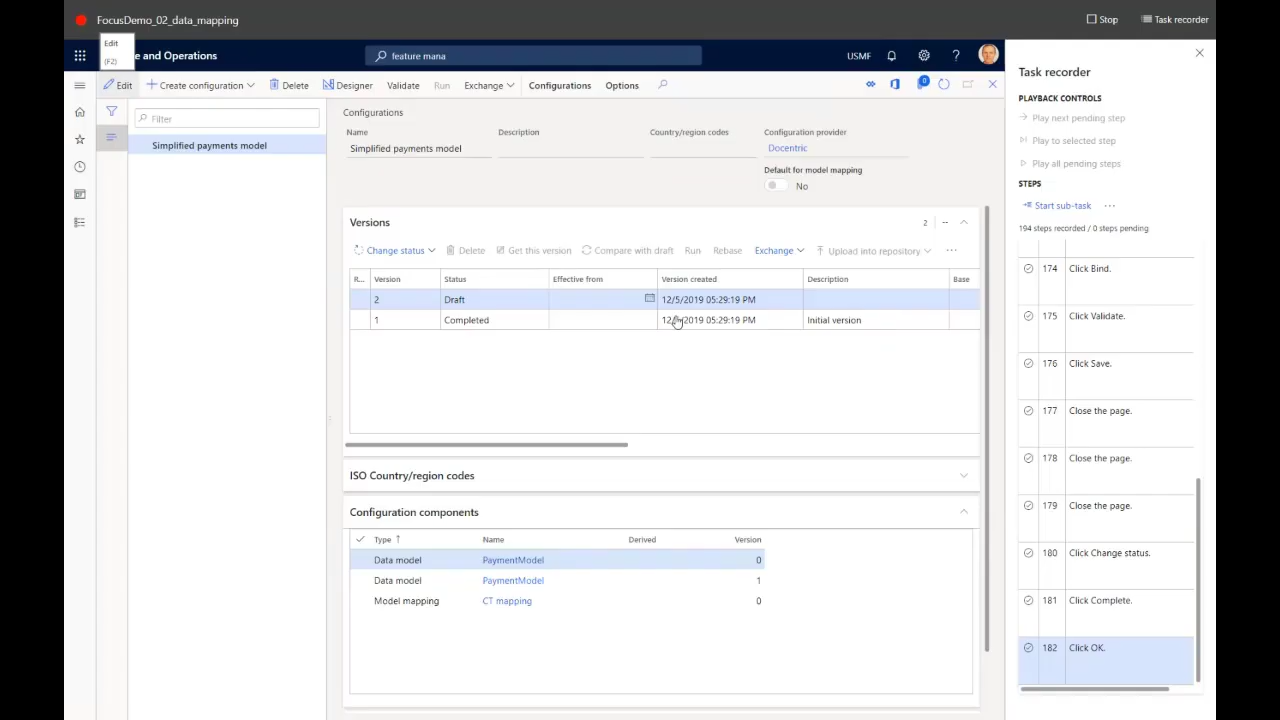 FocusDemo_02_data_mapping
Stop
Task recorder
Edit
(F2)
e and Operations
feature mana
USMF
?
Edit
Create configuration
Delete
Designer
Validate
Run
Exchange
Configurations
Options
0
Filter
Simplified payments model
Configurations
Name
Description
Country/region codes
Configuration provider
Simplified payments model
Docentric
Default for model mapping
No
Versions
2
--
Change status
Delete
Get this version
Compare with draft
Run
Rebase
Exchange
Upload into repository
...
R...
Version
Status
Effective from
Version created
Description
Base
2
Draft
12/5/2019 05:29:19 PM
1
Completed
12/ /2019 05:29:19 PM
Initial version
ISO Country/region codes
Configuration components
Type
Name
Derived
Version
Data model
PaymentModel
0
Data model
PaymentModel
1
Model mapping
CT mapping
0
Task recorder
PLAYBACK CONTROLS
Play next pending step
Play to selected step
Play all pending steps
STEPS
Start sub-task
...
194 steps recorded / 0 steps pending
174
Click Bind.
175
Click Validate.
176
Click Save.
177
Close the page.
178
Close the page.
179
Close the page.
180
Click Change status.
181
Click Complete.
182
Click OK.